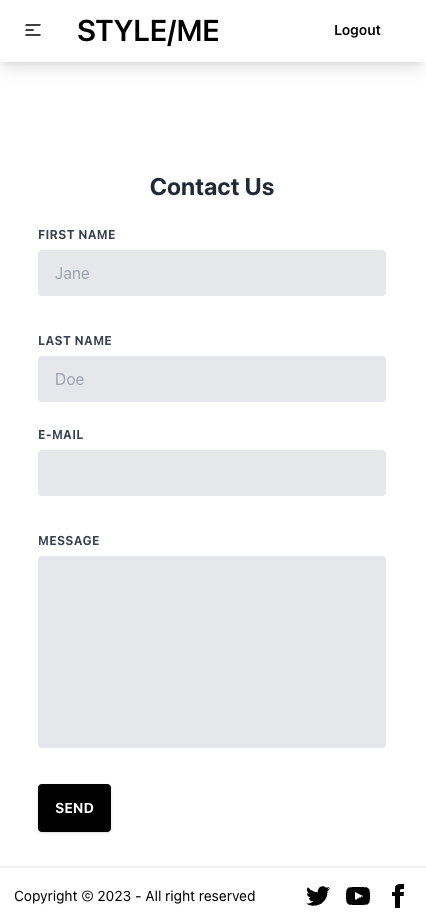 STYLE/ME
Logout
Contact Us
FIRST NAME
Jane
LAST NAME
Doe
E-MAIL
MESSAGE
SEND
Copyright © 2023 - All right reserved